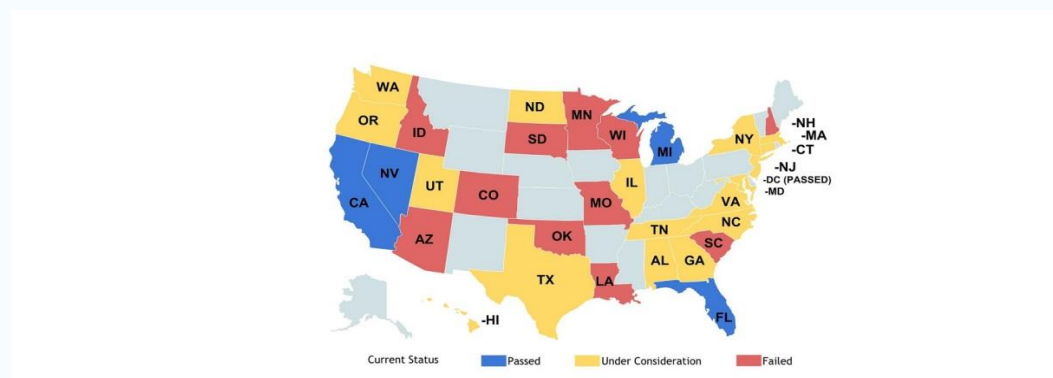 WA
ND
MN
-NH
OR
ID
SD
WI
NY
-MA
MI
-CT
NV
UT
-NJ
CA
CO
IL
-DC (PASSED)
-MD
MO
VA
AZ
OK
TN
NC
SC
TX
AL
GA
LA
-HI
FL
Current Status
Passed
Under Consideration
Failed